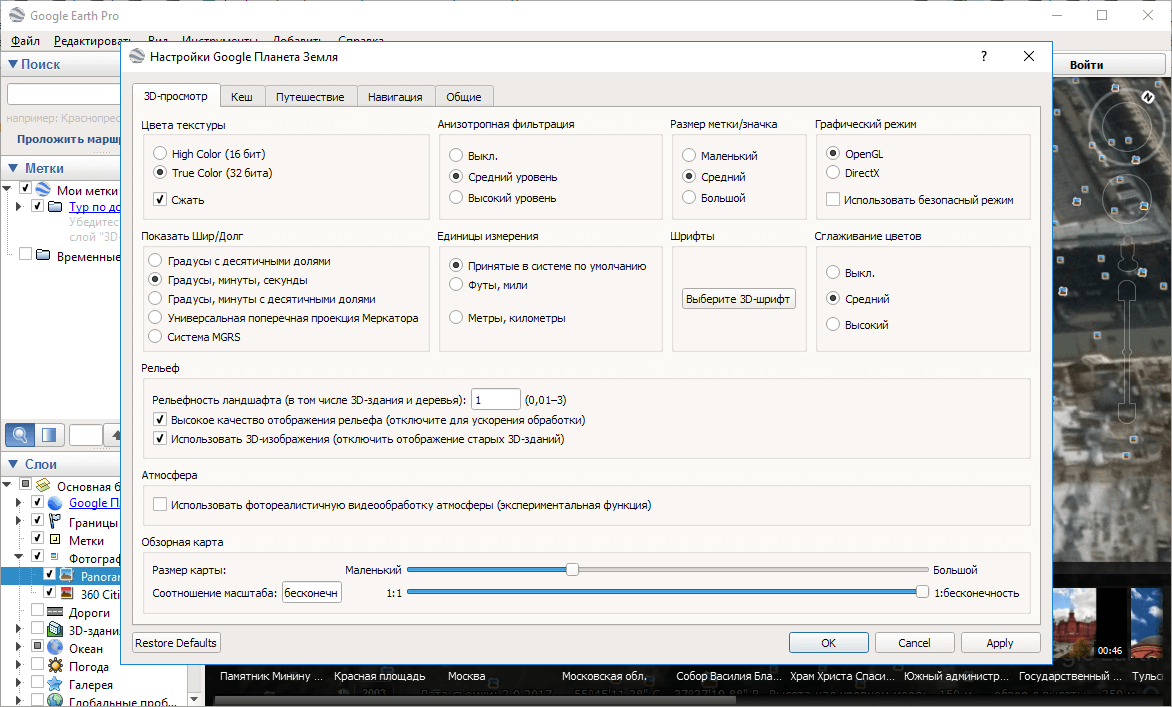 Google Earth Pro
Файл Редактировать Вид Инструменты Добавить Справка
Поиск
например: Краснопрес
Проложить маршр
Метки
Мои метки
Тур по до
Убедитес
слой "3D-
Временные
Слои
Основная б
Google Пл
Границы
Метки
Фотограф
Panoram
360 Citi
Дороги
3D-здани
Океан
Погода
Галерея
Глобальные проб...
Войти
N
Настройки Google Планета Земля
?
3D-просмотр Кеш Путешествие Навигация Общие
Цвета текстуры
High Color (16 бит)
True Color (32 бита)
Сжать
Анизотропная фильтрация
Выкл.
Средний уровень
Высокий уровень
Размер метки/значка
Маленький
Средний
Большой
Графический режим
OpenGL
DirectX
Использовать безопасный режим
Показать Шир/Долг
Градусы с десятичными долями
Градусы, минуты, секунды
Градусы, минуты с десятичными долями
Универсальная поперечная проекция Меркатора
Система MGRS
Единицы измерения
Принятые в системе по умолчанию
Футы, мили
Метры, километры
Шрифты
Выберите 3D-шрифт
Сглаживание цветов
Выкл.
Средний
Высокий
Рельеф
Рельефность ландшафта (в том числе 3D-здания и деревья): 1 (0,01–3)
Высокое качество отображения рельефа (отключите для ускорения обработки)
Использовать 3D-изображения (отключить отображение старых 3D-зданий)
Атмосфера
Использовать фотореалистичную видеообработку атмосферы (экспериментальная функция)
Обзорная карта
Размер карты: Маленький Большой
Соотношение масштаба: бесконечн 1:1 1:бесконечность
Restore Defaults OK Cancel Apply
00:46
Памятник Минину ... Красная площадь Москва Московская обл. Собор Василия Бла... Храм Христа Спаси... Южный администр... Государственный ... Тульс
2003